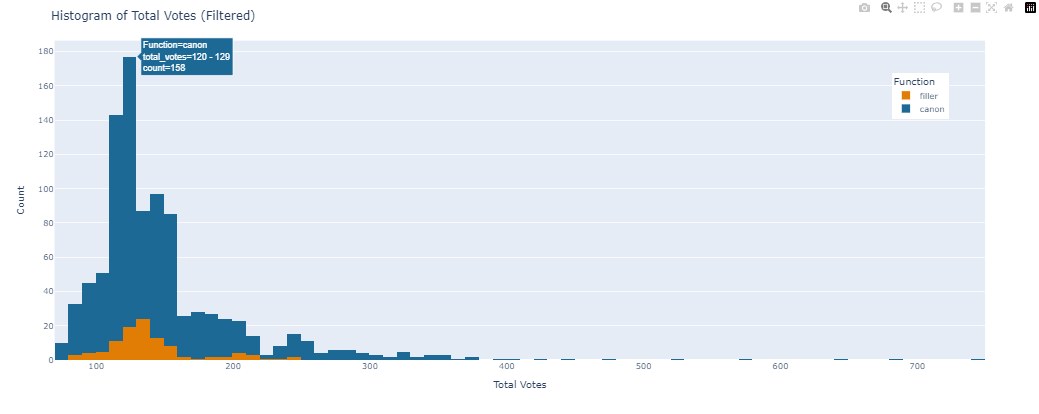 Histogram of Total Votes (Filtered)
Function=canon
total_votes=120 - 129
count=158
180
160
140
120
100
80
60
40
20
0
Count
Function
filler
canon
100
200
300
400
500
600
700
Total Votes